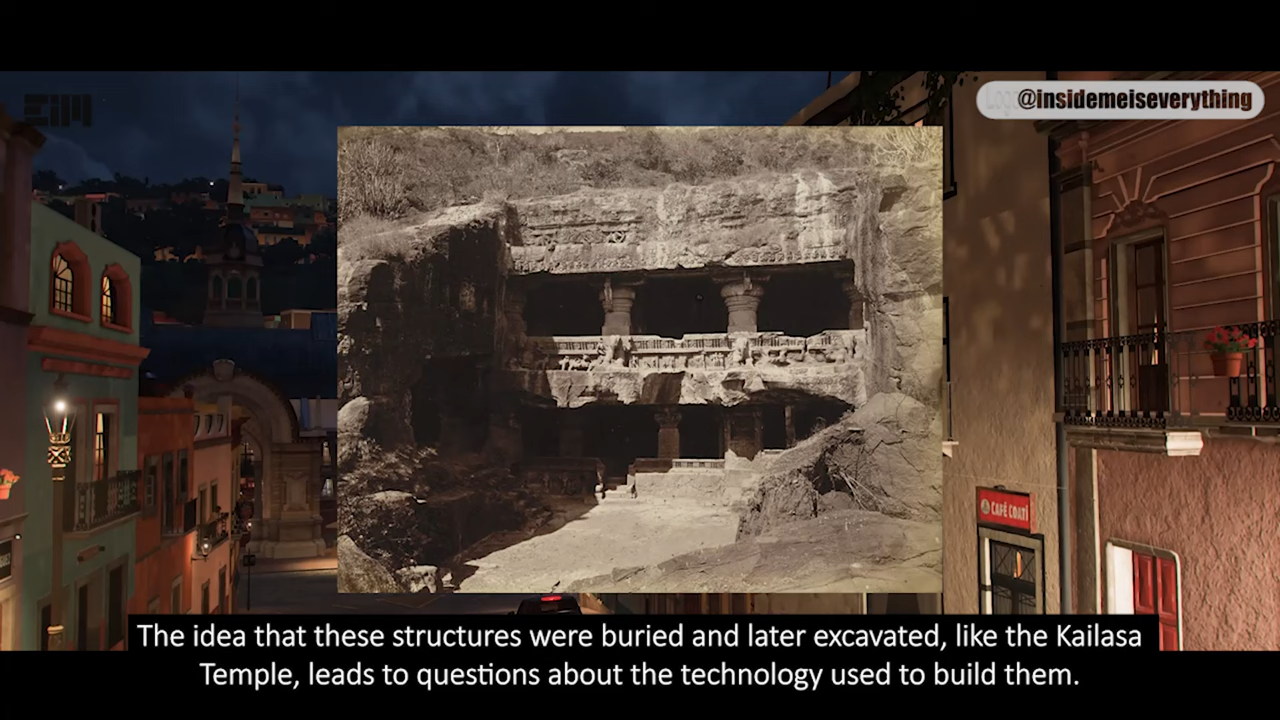 @insidemeiseverything
CAFÉ COATÍ
The idea that these structures were buried and later excavated, like the Kailasa
Temple, leads to questions about the technology used to build them.